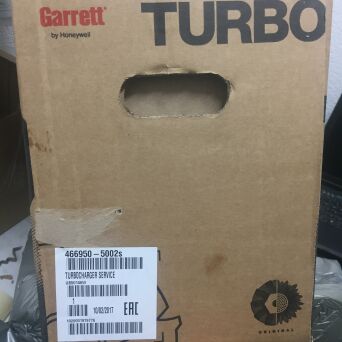 Garrett®
by Honeywell
TURBO
466950-5002s
TURBOCHARGER SERVICE
1
10/02/2017
EAC
ORIGINAL